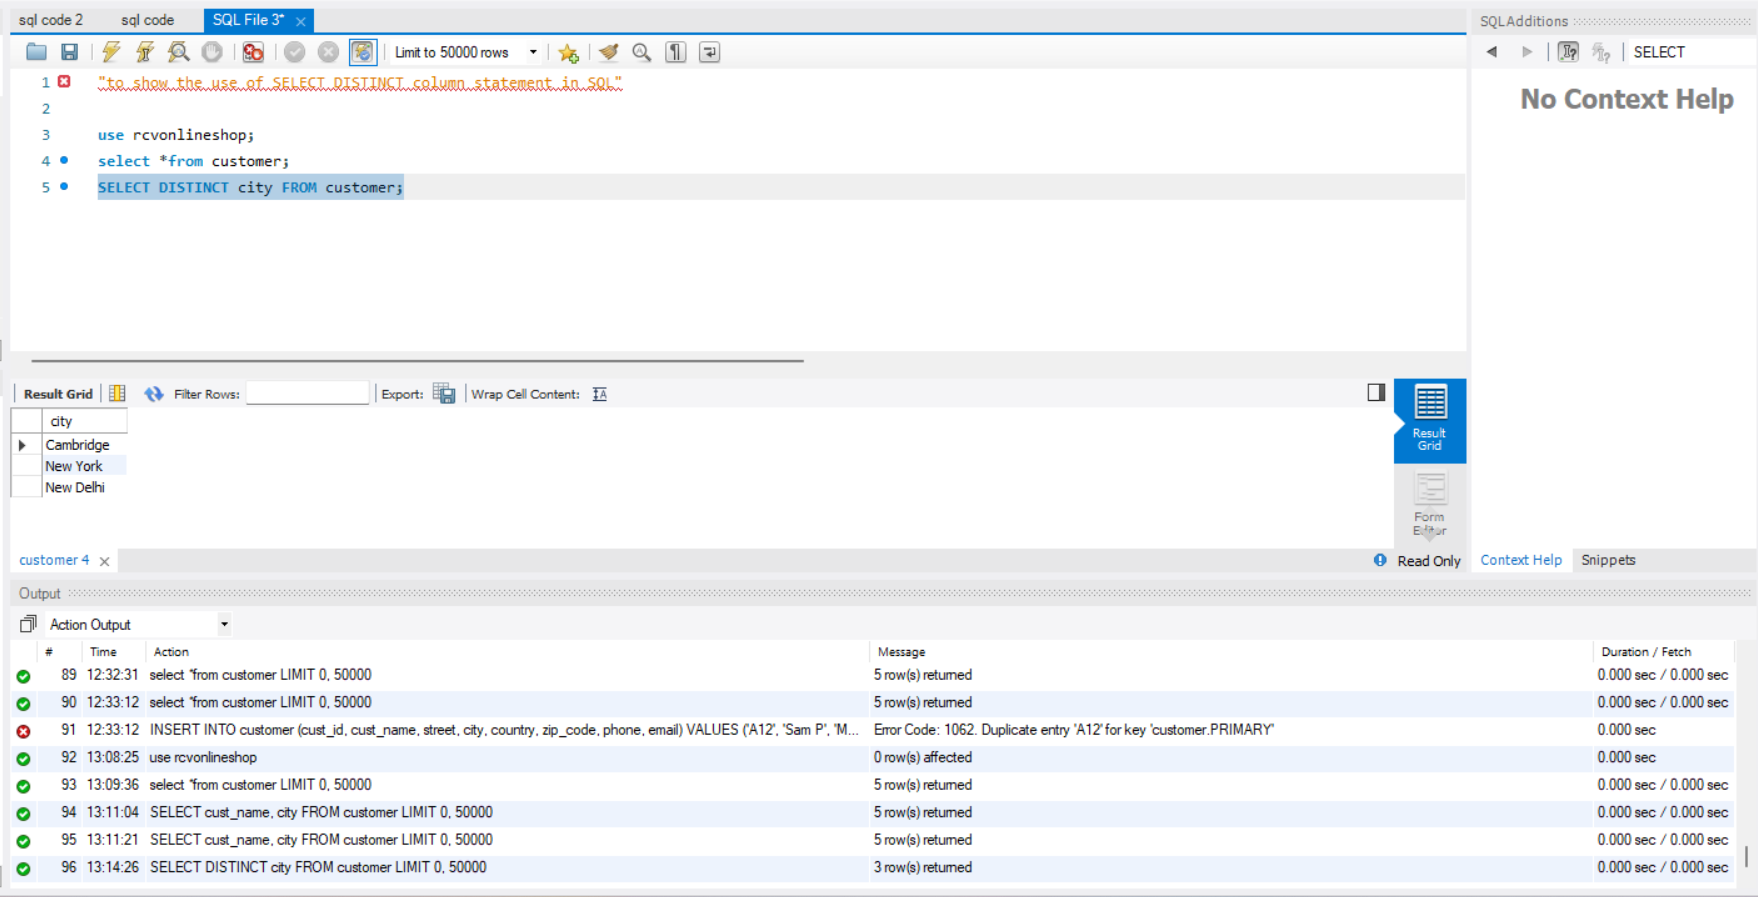 sql code 2 sql code SQL File 3* SQLAdditions
Limit to 50000 rows SELECT
1 "to show the use of SELECT DISTINCT column statement in SQL"
2
3 use rcvonlineshop;
4 select *from customer;
5 SELECT DISTINCT city FROM customer;
No Context Help
Result Grid Filter Rows: Export: Wrap Cell Content:
city
Cambridge
New York
New Delhi
Result
Grid
Form
Editor
customer 4 Read Only Context Help Snippets
Output
Action Output
# Time Action Message Duration / Fetch
89 12:32:31 select *from customer LIMIT 0, 50000 5 row(s) returned 0.000 sec / 0.000 sec
90 12:33:12 select *from customer LIMIT 0, 50000 5 row(s) returned 0.000 sec / 0.000 sec
91 12:33:12 INSERT INTO customer (cust_id, cust_name, street, city, country, zip_code, phone, email) VALUES ('A12', 'Sam P', 'M... Error Code: 1062. Duplicate entry 'A12' for key 'customer.PRIMARY' 0.000 sec
92 13:08:25 use rcvonlineshop 0 row(s) affected 0.000 sec
93 13:09:36 select *from customer LIMIT 0, 50000 5 row(s) returned 0.000 sec / 0.000 sec
94 13:11:04 SELECT cust_name, city FROM customer LIMIT 0, 50000 5 row(s) returned 0.000 sec / 0.000 sec
95 13:11:21 SELECT cust_name, city FROM customer LIMIT 0, 50000 5 row(s) returned 0.000 sec / 0.000 sec
96 13:14:26 SELECT DISTINCT city FROM customer LIMIT 0, 50000 3 row(s) returned 0.000 sec / 0.000 sec